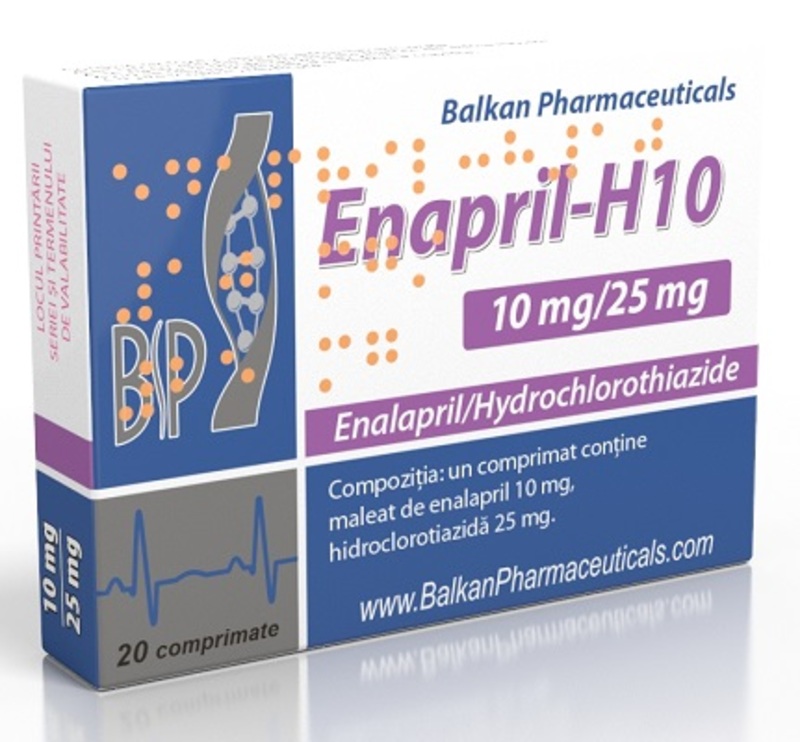 LOCUL PRINTĂRII
SERIEI ȘI TERMENULUI
DE VALABILITATE
Balkan Pharmaceuticals
Enapril-H10
10 mg/25 mg
Enalapril/Hydrochlorothiazide
BP
Compoziția: un comprimat conține
maleat de enalapril 10 mg,
hidroclorotiazidă 25 mg.
www.BalkanPharmaceuticals.com
10 mg
25 mg
20 comprimate